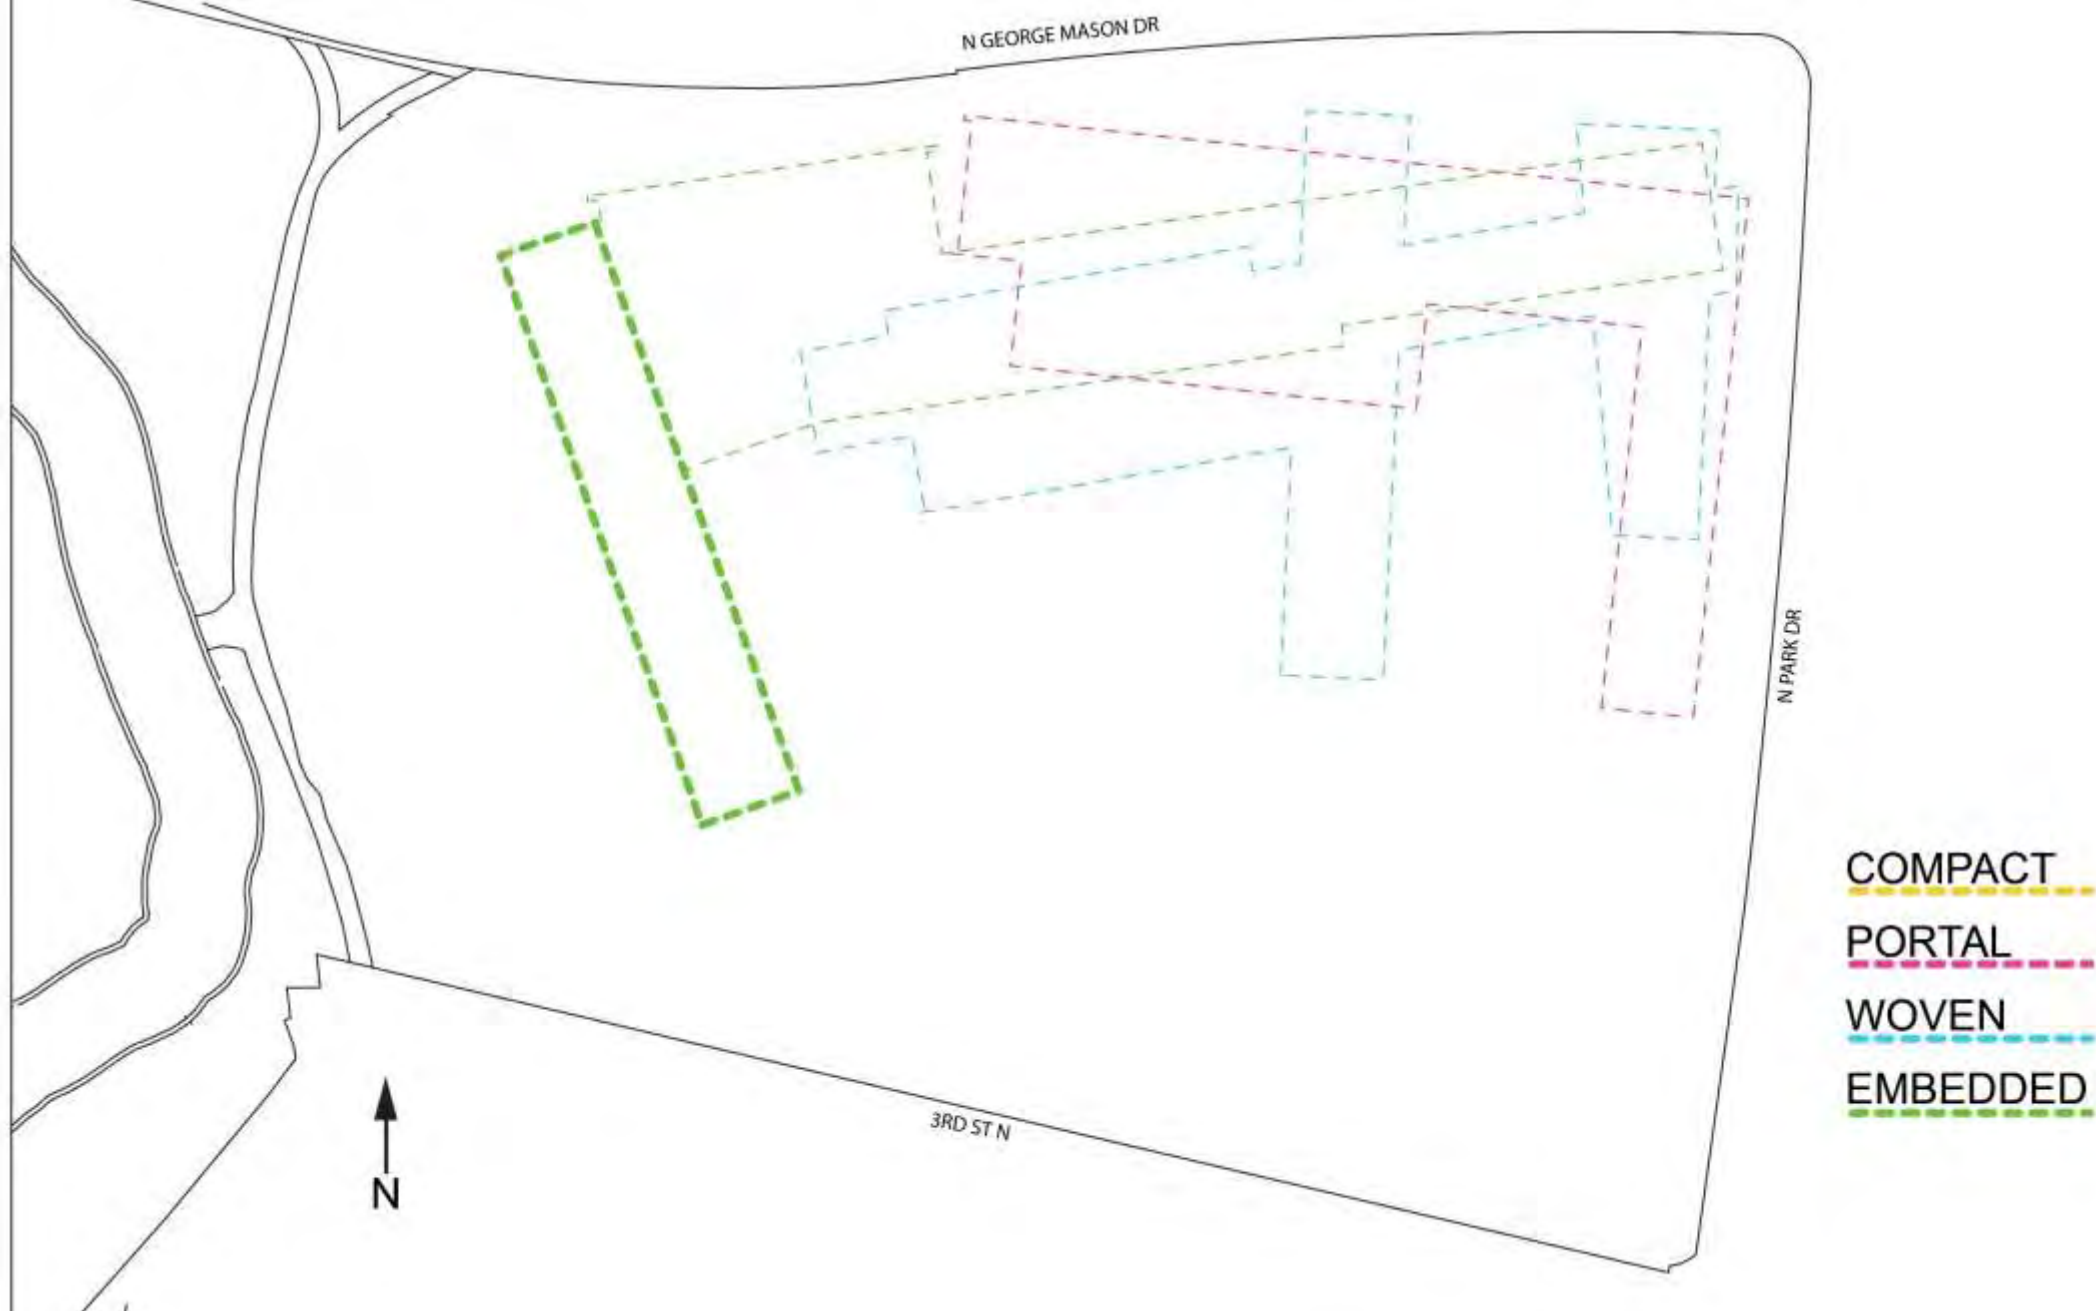 N GEORGE MASON DR
N PARK DR
COMPACT
PORTAL
WOVEN
EMBEDDED
3RD ST N
N